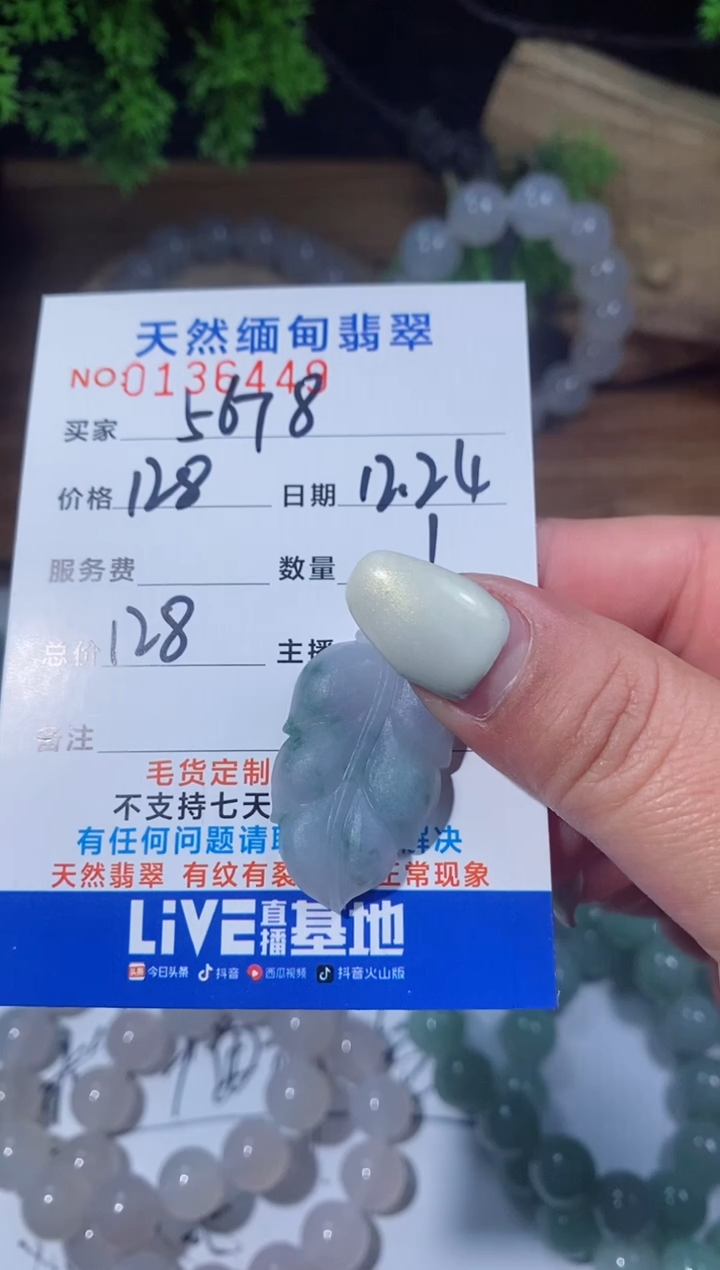 天然缅甸翡翠
NO:0136449
买家 5678
价格 128 日期 12.24
服务费 数量 1
总价 128 主播
备注
毛货定制
不支持七天
有任何问题请 解决
天然翡翠 有纹有裂 正常现象
LiVE直播基地
头条 今日头条 抖音 西瓜视频 抖音火山版